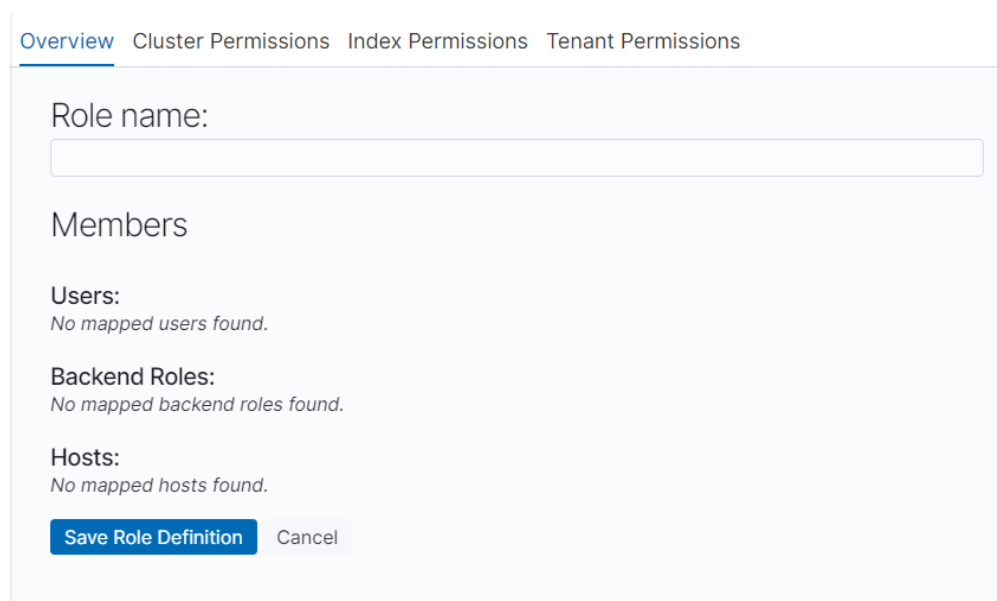 Overview Cluster Permissions Index Permissions Tenant Permissions
Role name:
Members
Users:
No mapped users found.
Backend Roles:
No mapped backend roles found.
Hosts:
No mapped hosts found.
Save Role Definition Cancel